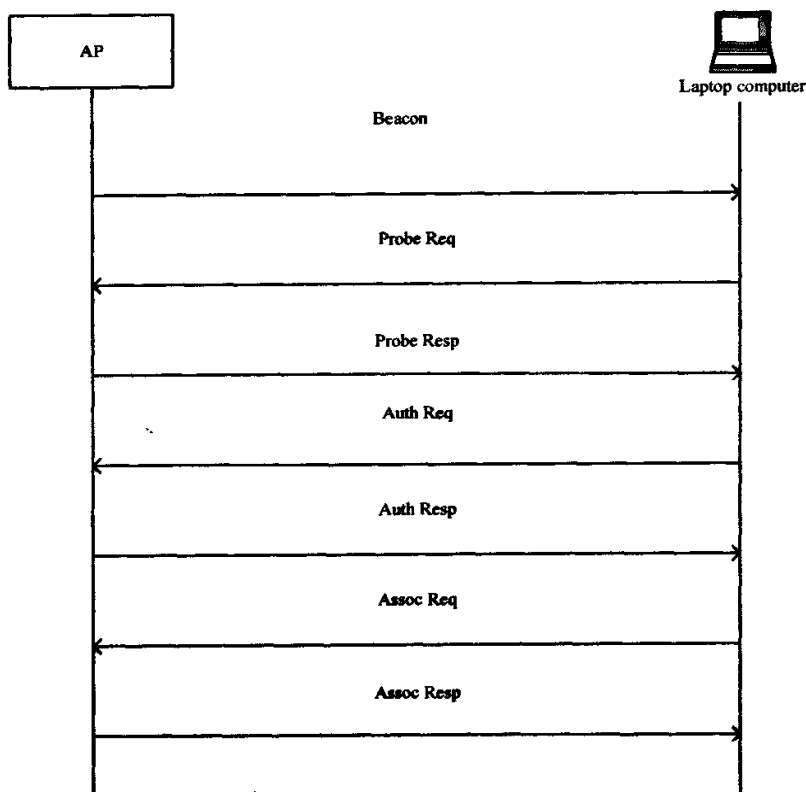 AP
Laptop computer
Beacon
Probe Req
Probe Resp
Auth Req
Auth Resp
Assoc Req
Assoc Resp